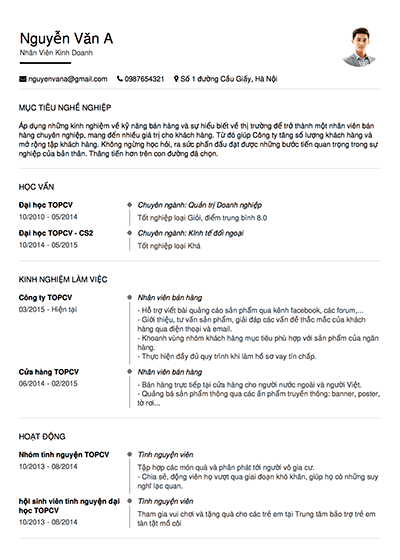 Nguyễn Văn A
Nhân Viên Kinh Doanh
nguyenvana@gmail.com 0987654321 Số 1 đường Cầu Giấy, Hà Nội
MỤC TIÊU NGHỀ NGHIỆP
Áp dụng những kinh nghiệm về kỹ năng bán hàng và sự hiểu biết về thị trường để trở thành một nhân viên bán
hàng chuyên nghiệp, mang đến nhiều giá trị cho khách hàng. Từ đó giúp Công ty tăng số lượng khách hàng và
mở rộng tập khách hàng. Không ngừng học hỏi, ra sức phấn đấu đạt được những bước tiến quan trọng trong sự
nghiệp của bản thân. Thăng tiến hơn trên con đường đã chọn.
HỌC VẤN
Đại học TOPCV
Chuyên ngành: Quản trị Doanh nghiệp
10/2010 - 05/2014
Tốt nghiệp loại Giỏi, điểm trung bình 8.0
Đại học TOPCV - CS2
Chuyên ngành: Kinh tế đối ngoại
10/2014 - 05/2015
Tốt nghiệp loại Khá
KINH NGHIỆM LÀM VIỆC
Công ty TOPCV
Nhân viên bán hàng
03/2015 - Hiện tại
- Hỗ trợ viết bài quảng cáo sản phẩm qua kênh facebook, các forum,...
- Giới thiệu, tư vấn sản phẩm, giải đáp các vấn đề thắc mắc của khách
hàng qua điện thoại và email.
- Khoanh vùng nhóm khách hàng mục tiêu phù hợp với sản phẩm của ngân
hàng.
- Thực hiện đầy đủ quy trình khi làm hồ sơ vay tín chấp.
Cửa hàng TOPCV
Nhân viên bán hàng
06/2014 - 02/2015
- Bán hàng trực tiếp tại cửa hàng cho người nước ngoài và người Việt.
- Quảng bá sản phẩm thông qua các ấn phẩm truyền thông: banner, poster,
tờ rơi...
HOẠT ĐỘNG
Nhóm tình nguyện TOPCV
Tình nguyện viên
10/2013 - 08/2014
Tập hợp các món quà và phân phát tới người vô gia cư.
- Chia sẻ, động viên họ vượt qua giai đoạn khó khăn, giúp họ có những suy
nghĩ lạc quan.
hội sinh viên tình nguyện đại
học TOPCV
Tình nguyện viên
10/2013 - 08/2014
Tham gia vui chơi và tặng quà cho các trẻ em tại Trung tâm bảo trợ trẻ em
tàn tật mồ côi